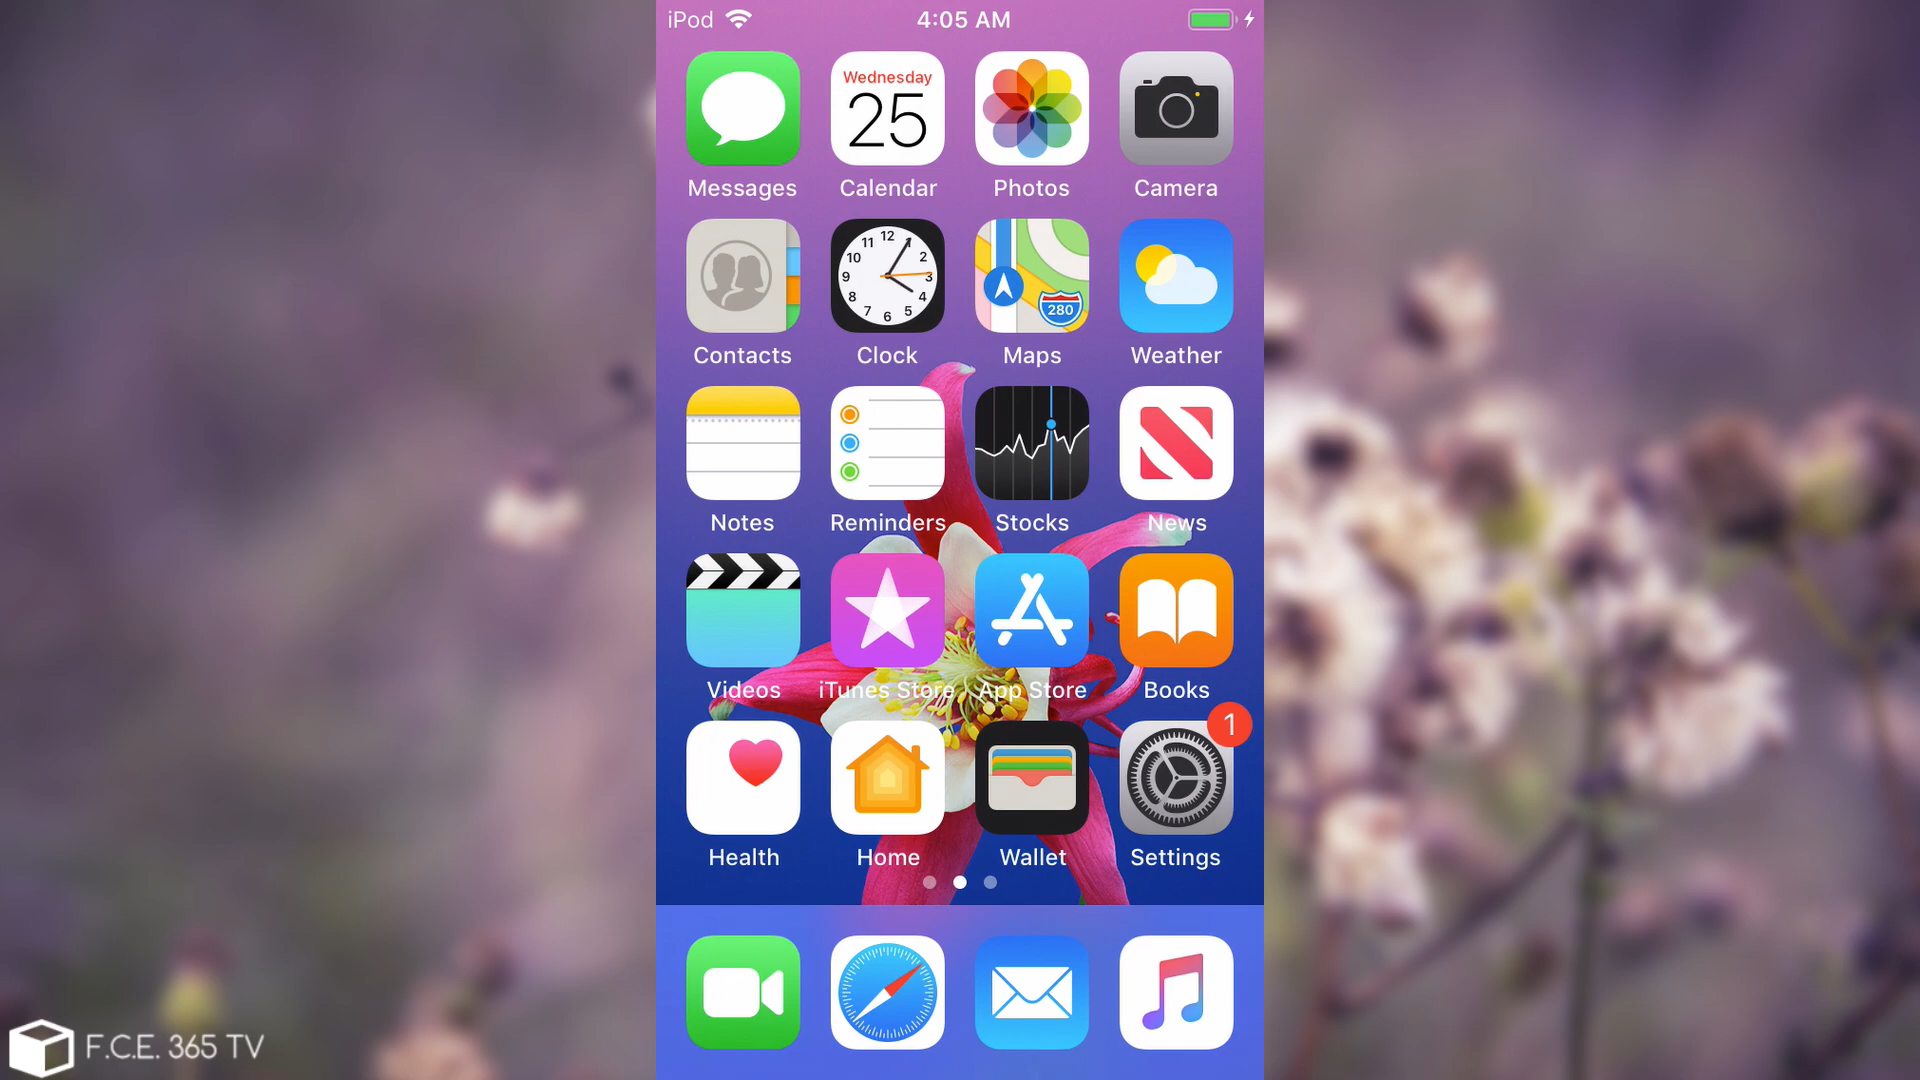 iPod 4:05 AM
Wednesday
25
Messages Calendar Photos Camera
12
11 1
10 2
9 3
8 4
7 5
6
280
Contacts Clock Maps Weather
Notes Reminders Stocks News
Videos iTunes Store App Store Books
1
Health Home Wallet Settings
F.C.E. 365 TV